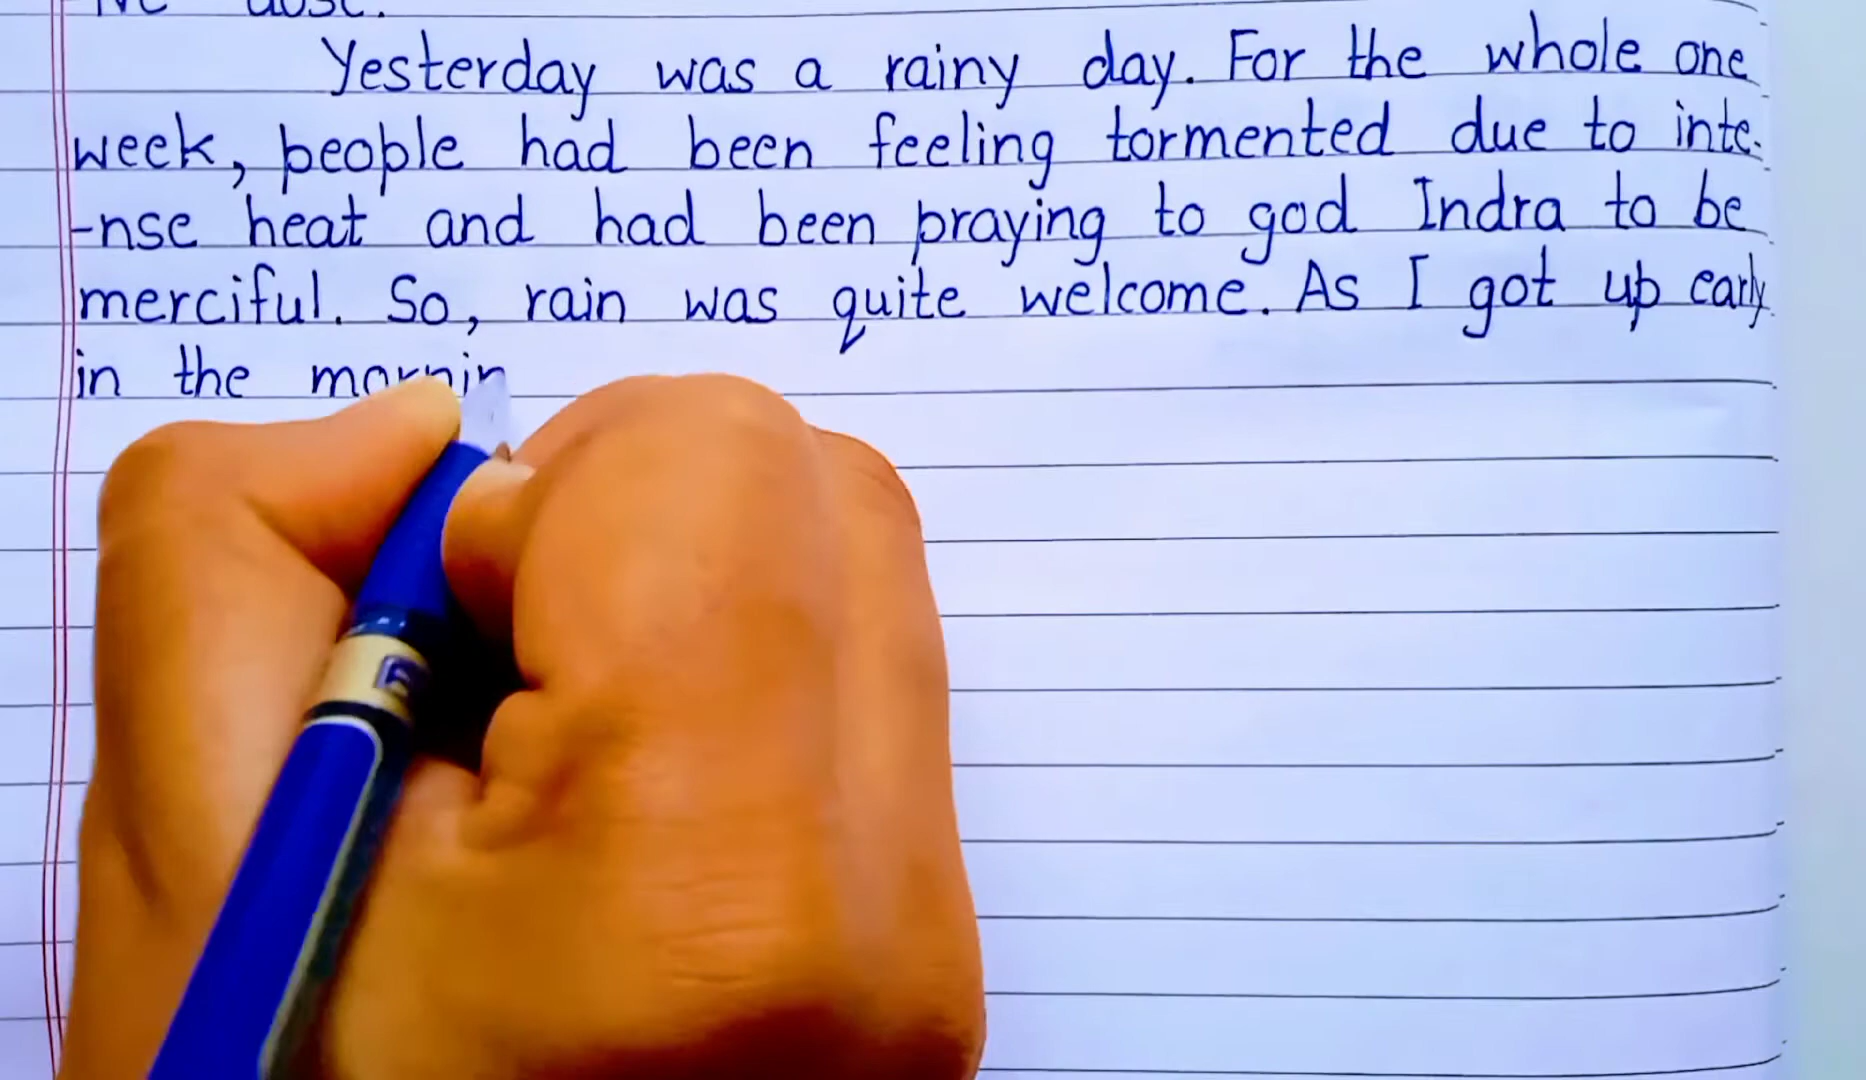 Yesterday was a rainy day. For the whole one
week, people had been feeling tormented due to inte-
-nse heat and had been praying to god Indra to be
merciful. So, rain was quite welcome. As I got up early
in the mornin